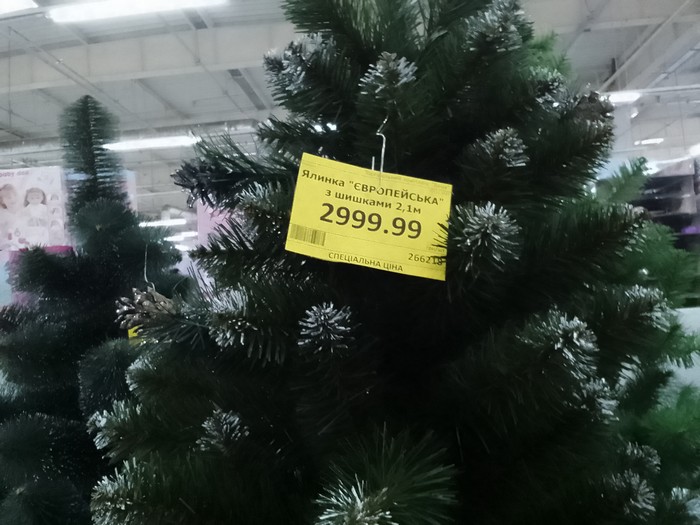 Ялинка "ЄВРОПЕЙСЬКА"
з шишками 2,1м
2999.99
СПЕЦІАЛЬНА ЦІНА